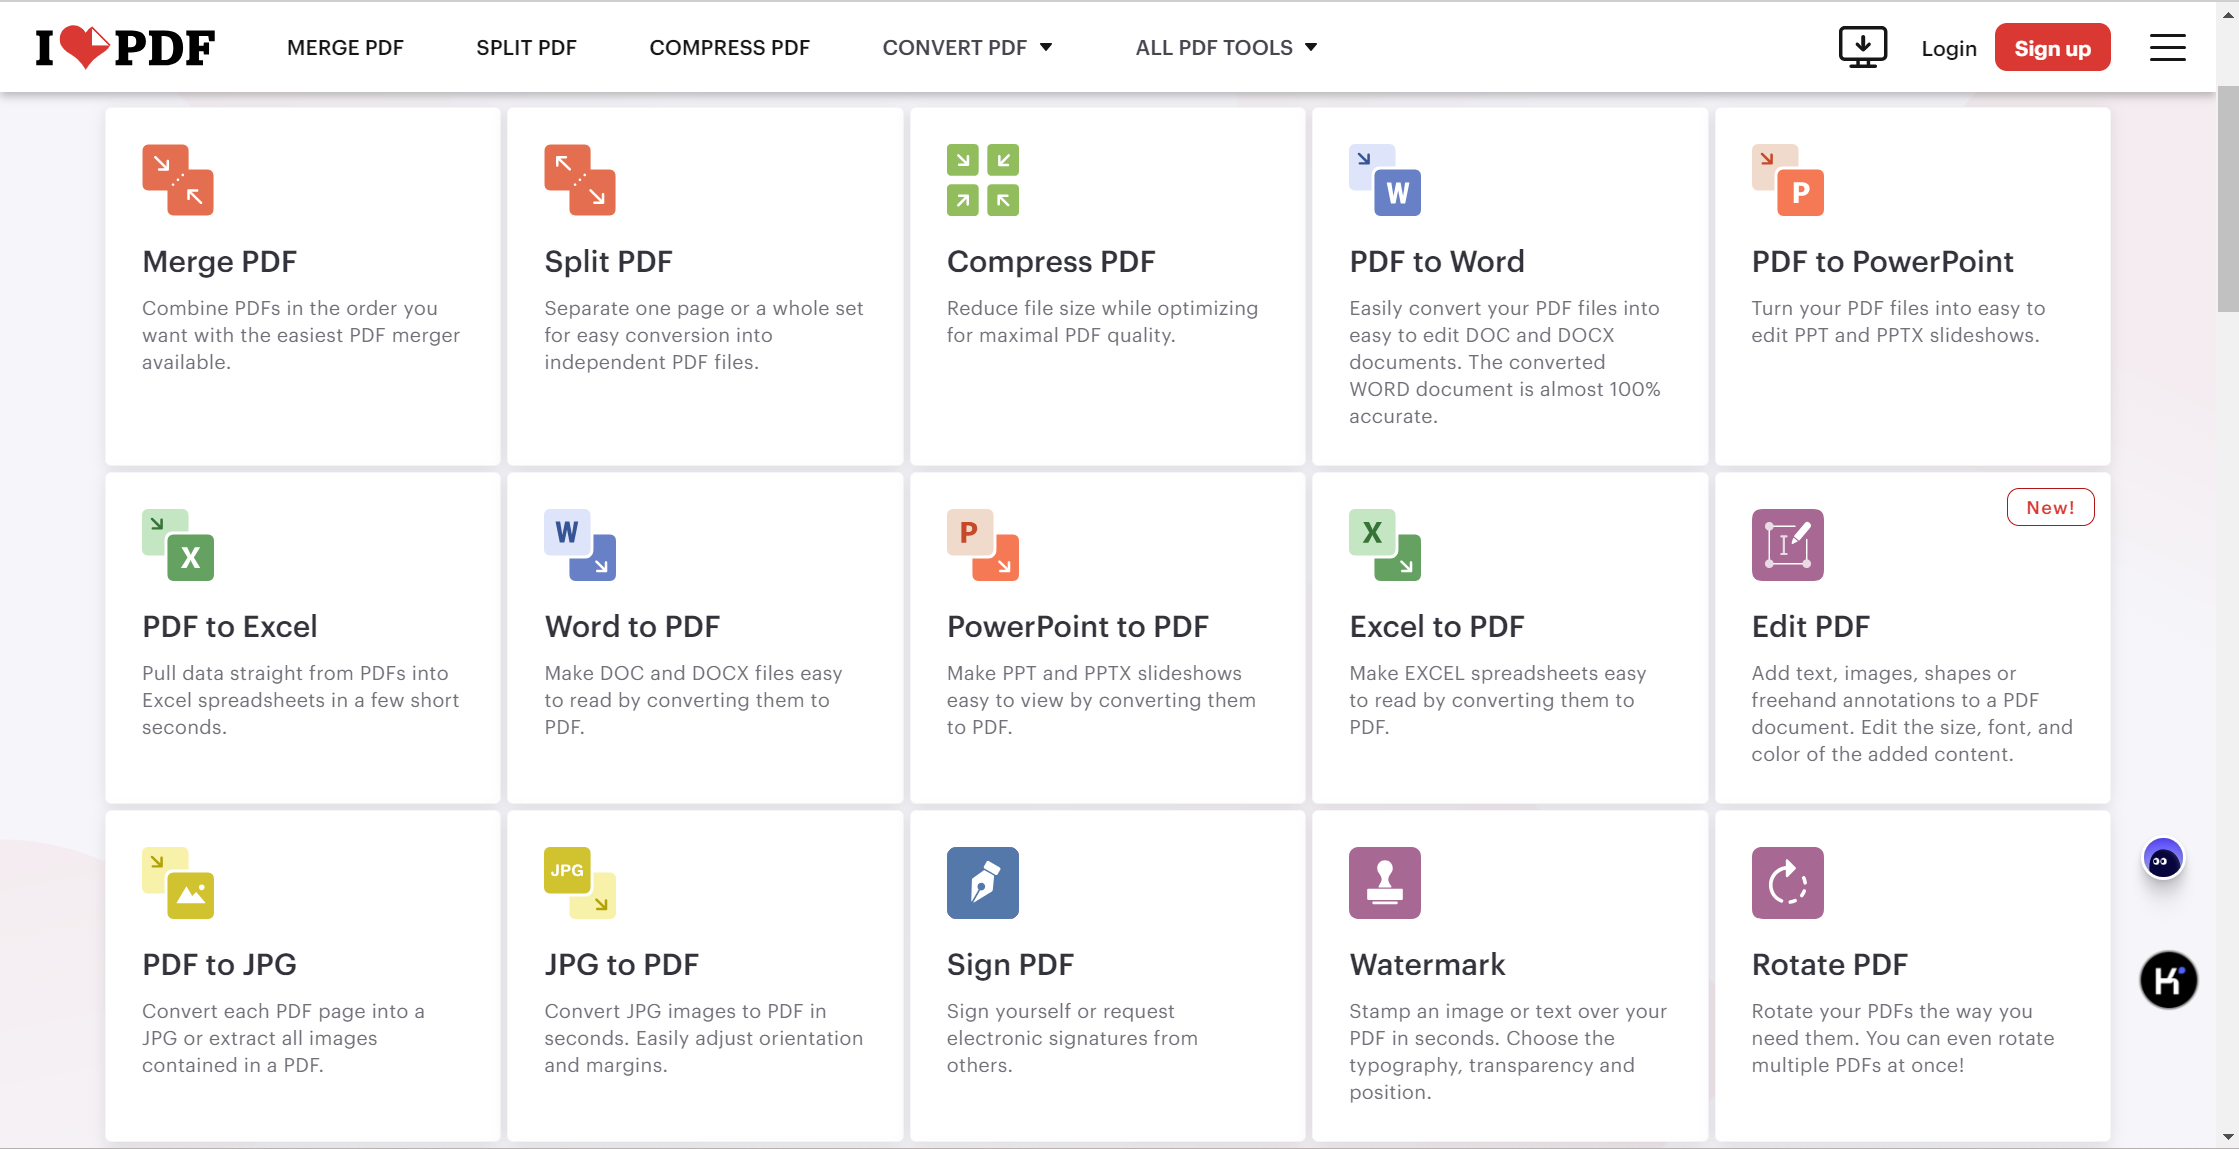 I PDF
MERGE PDF
SPLIT PDF
COMPRESS PDF
CONVERT PDF
ALL PDF TOOLS
Login
Sign up
Merge PDF
Combine PDFs in the order you
want with the easiest PDF merger
available.
Split PDF
Separate one page or a whole set
for easy conversion into
independent PDF files.
Compress PDF
Reduce file size while optimizing
for maximal PDF quality.
W
PDF to Word
Easily convert your PDF files into
easy to edit DOC and DOCX
documents. The converted
WORD document is almost 100%
accurate.
P
PDF to PowerPoint
Turn your PDF files into easy to
edit PPT and PPTX slideshows.
X
PDF to Excel
Pull data straight from PDFs into
Excel spreadsheets in a few short
seconds.
W
Word to PDF
Make DOC and DOCX files easy
to read by converting them to
PDF.
P
PowerPoint to PDF
Make PPT and PPTX slideshows
easy to view by converting them
to PDF.
X
Excel to PDF
Make EXCEL spreadsheets easy
to read by converting them to
PDF.
New!
Edit PDF
Add text, images, shapes or
freehand annotations to a PDF
document. Edit the size, font, and
color of the added content.
PDF to JPG
Convert each PDF page into a
JPG or extract all images
contained in a PDF.
JPG
JPG to PDF
Convert JPG images to PDF in
seconds. Easily adjust orientation
and margins.
Sign PDF
Sign yourself or request
electronic signatures from
others.
Watermark
Stamp an image or text over your
PDF in seconds. Choose the
typography, transparency and
position.
Rotate PDF
Rotate your PDFs the way you
need them. You can even rotate
multiple PDFs at once!
K